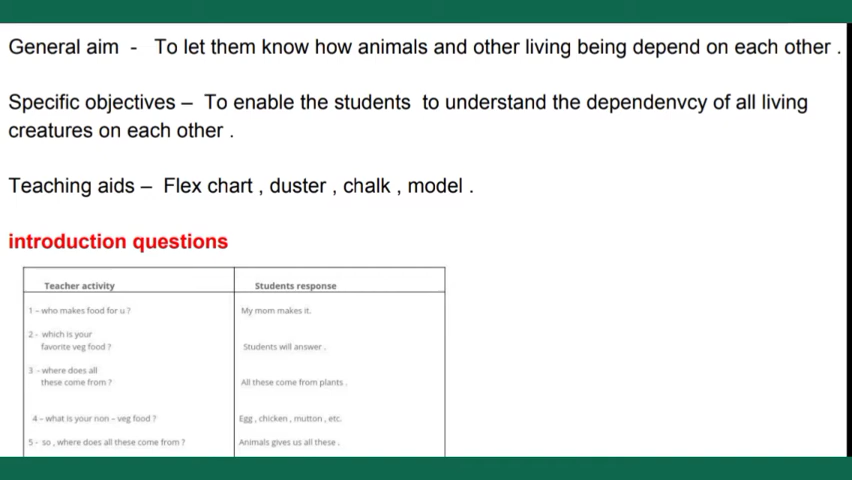 General aim - To let them know how animals and other living being depend on each other .
Specific objectives – To enable the students to understand the dependenvcy of all living
creatures on each other .
Teaching aids – Flex chart , duster , chalk , model .
introduction questions
Teacher activity Students response
1 – who makes food for u ? My mom makes it.
2 - which is your
favorite veg food ? Students will answer .
3 – where does all
these come from ? All these come from plants .
4 – what is your non – veg food ? Egg , chicken , mutton , etc.
5 - so , where does all these come from ? Animals gives us all these .